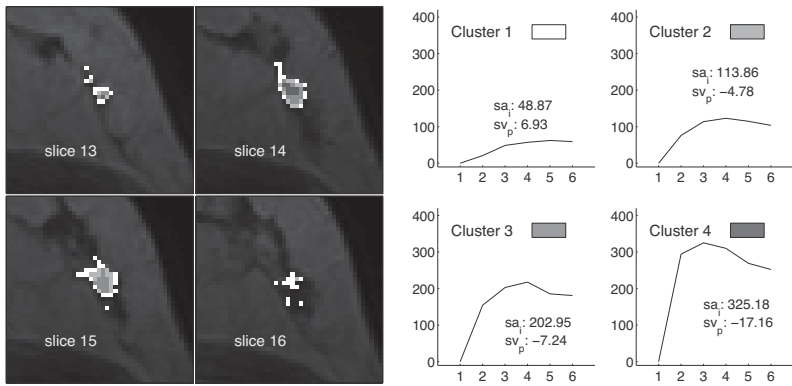 slice 13
slice 14
slice 15
slice 16
400
300
200
100
0
Cluster 1
sa_i: 48.87
sv_p: 6.93
1 2 3 4 5 6
400
300
200
100
0
Cluster 2
sa_i: 113.86
sv_p: −4.78
1 2 3 4 5 6
400
300
200
100
0
Cluster 3
sa_i: 202.95
sv_p: −7.24
1 2 3 4 5 6
400
300
200
100
0
Cluster 4
sa_i: 325.18
sv_p: −17.16
1 2 3 4 5 6